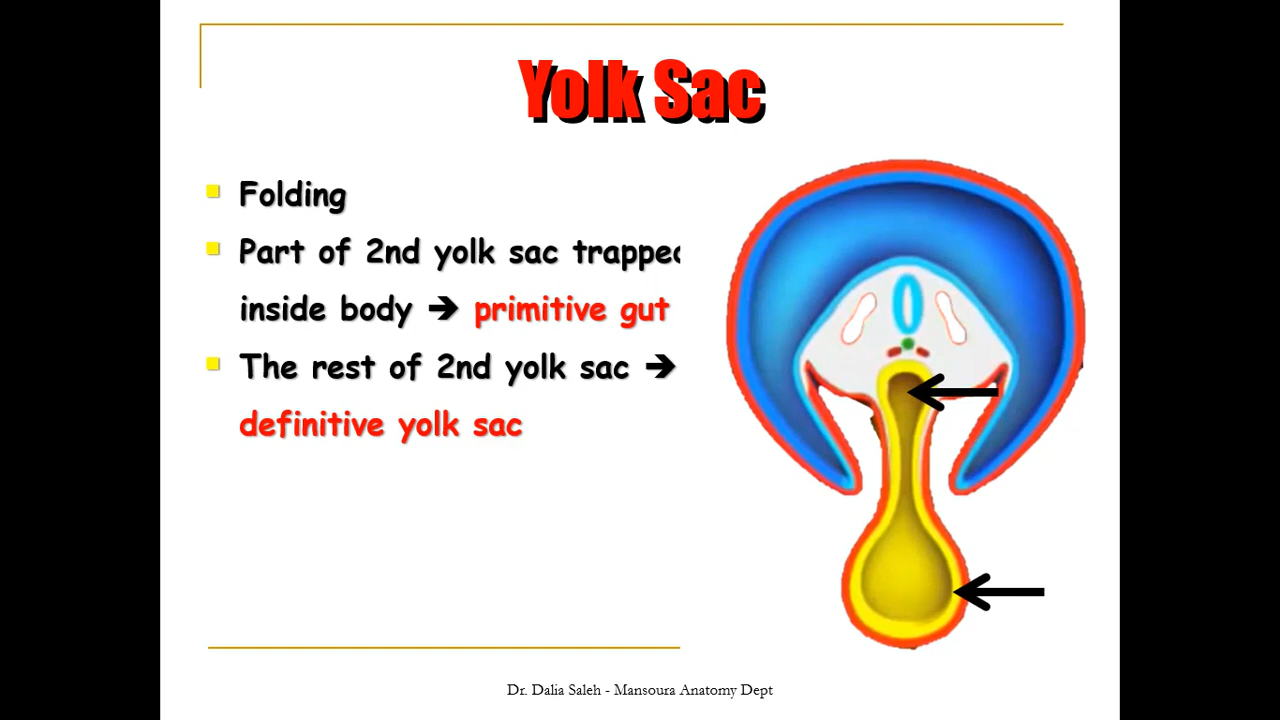 Yolk Sac
Folding
Part of 2nd yolk sac trapped
inside body ➔ primitive gut
The rest of 2nd yolk sac ➔
definitive yolk sac
Dr. Dalia Saleh - Mansoura Anatomy Dept